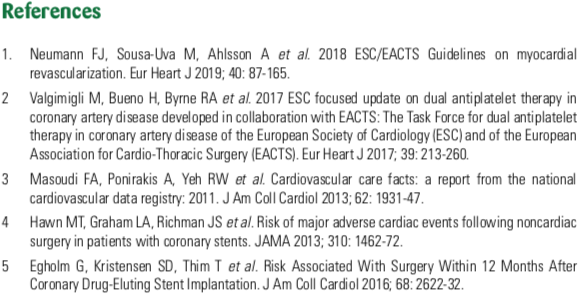 References
1. Neumann FJ, Sousa-Uva M, Ahlsson A et al. 2018 ESC/EACTS Guidelines on myocardial
revascularization. Eur Heart J 2019; 40: 87-165.
2 Valgimigli M, Bueno H, Byrne RA et al. 2017 ESC focused update on dual antiplatelet therapy in
coronary artery disease developed in collaboration with EACTS: The Task Force for dual antiplatelet
therapy in coronary artery disease of the European Society of Cardiology (ESC) and of the European
Association for Cardio-Thoracic Surgery (EACTS). Eur Heart J 2017; 39: 213-260.
3 Masoudi FA, Ponirakis A, Yeh RW et al. Cardiovascular care facts: a report from the national
cardiovascular data registry: 2011. J Am Coll Cardiol 2013; 62: 1931-47.
4 Hawn MT, Graham LA, Richman JS et al. Risk of major adverse cardiac events following noncardiac
surgery in patients with coronary stents. JAMA 2013; 310: 1462-72.
5 Egholm G, Kristensen SD, Thim T et al. Risk Associated With Surgery Within 12 Months After
Coronary Drug-Eluting Stent Implantation. J Am Coll Cardiol 2016; 68: 2622-32.